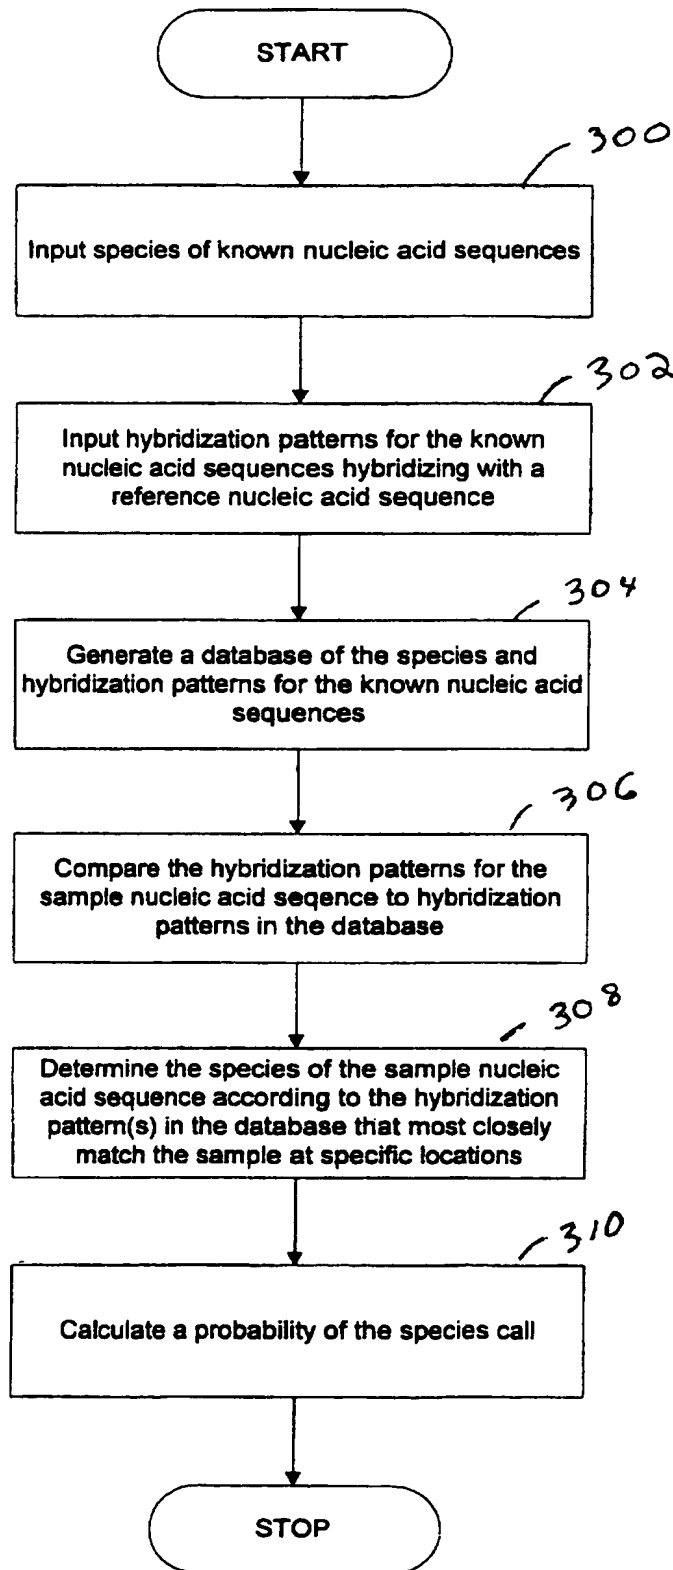 START
300
Input species of known nucleic acid sequences
302
Input hybridization patterns for the known
nucleic acid sequences hybridizing with a
reference nucleic acid sequence
304
Generate a database of the species and
hybridization patterns for the known nucleic acid
sequences
306
Compare the hybridization patterns for the
sample nucleic acid seqence to hybridization
patterns in the database
308
Determine the species of the sample nucleic
acid sequence according to the hybridization
pattern(s) in the database that most closely
match the sample at specific locations
310
Calculate a probability of the species call
STOP